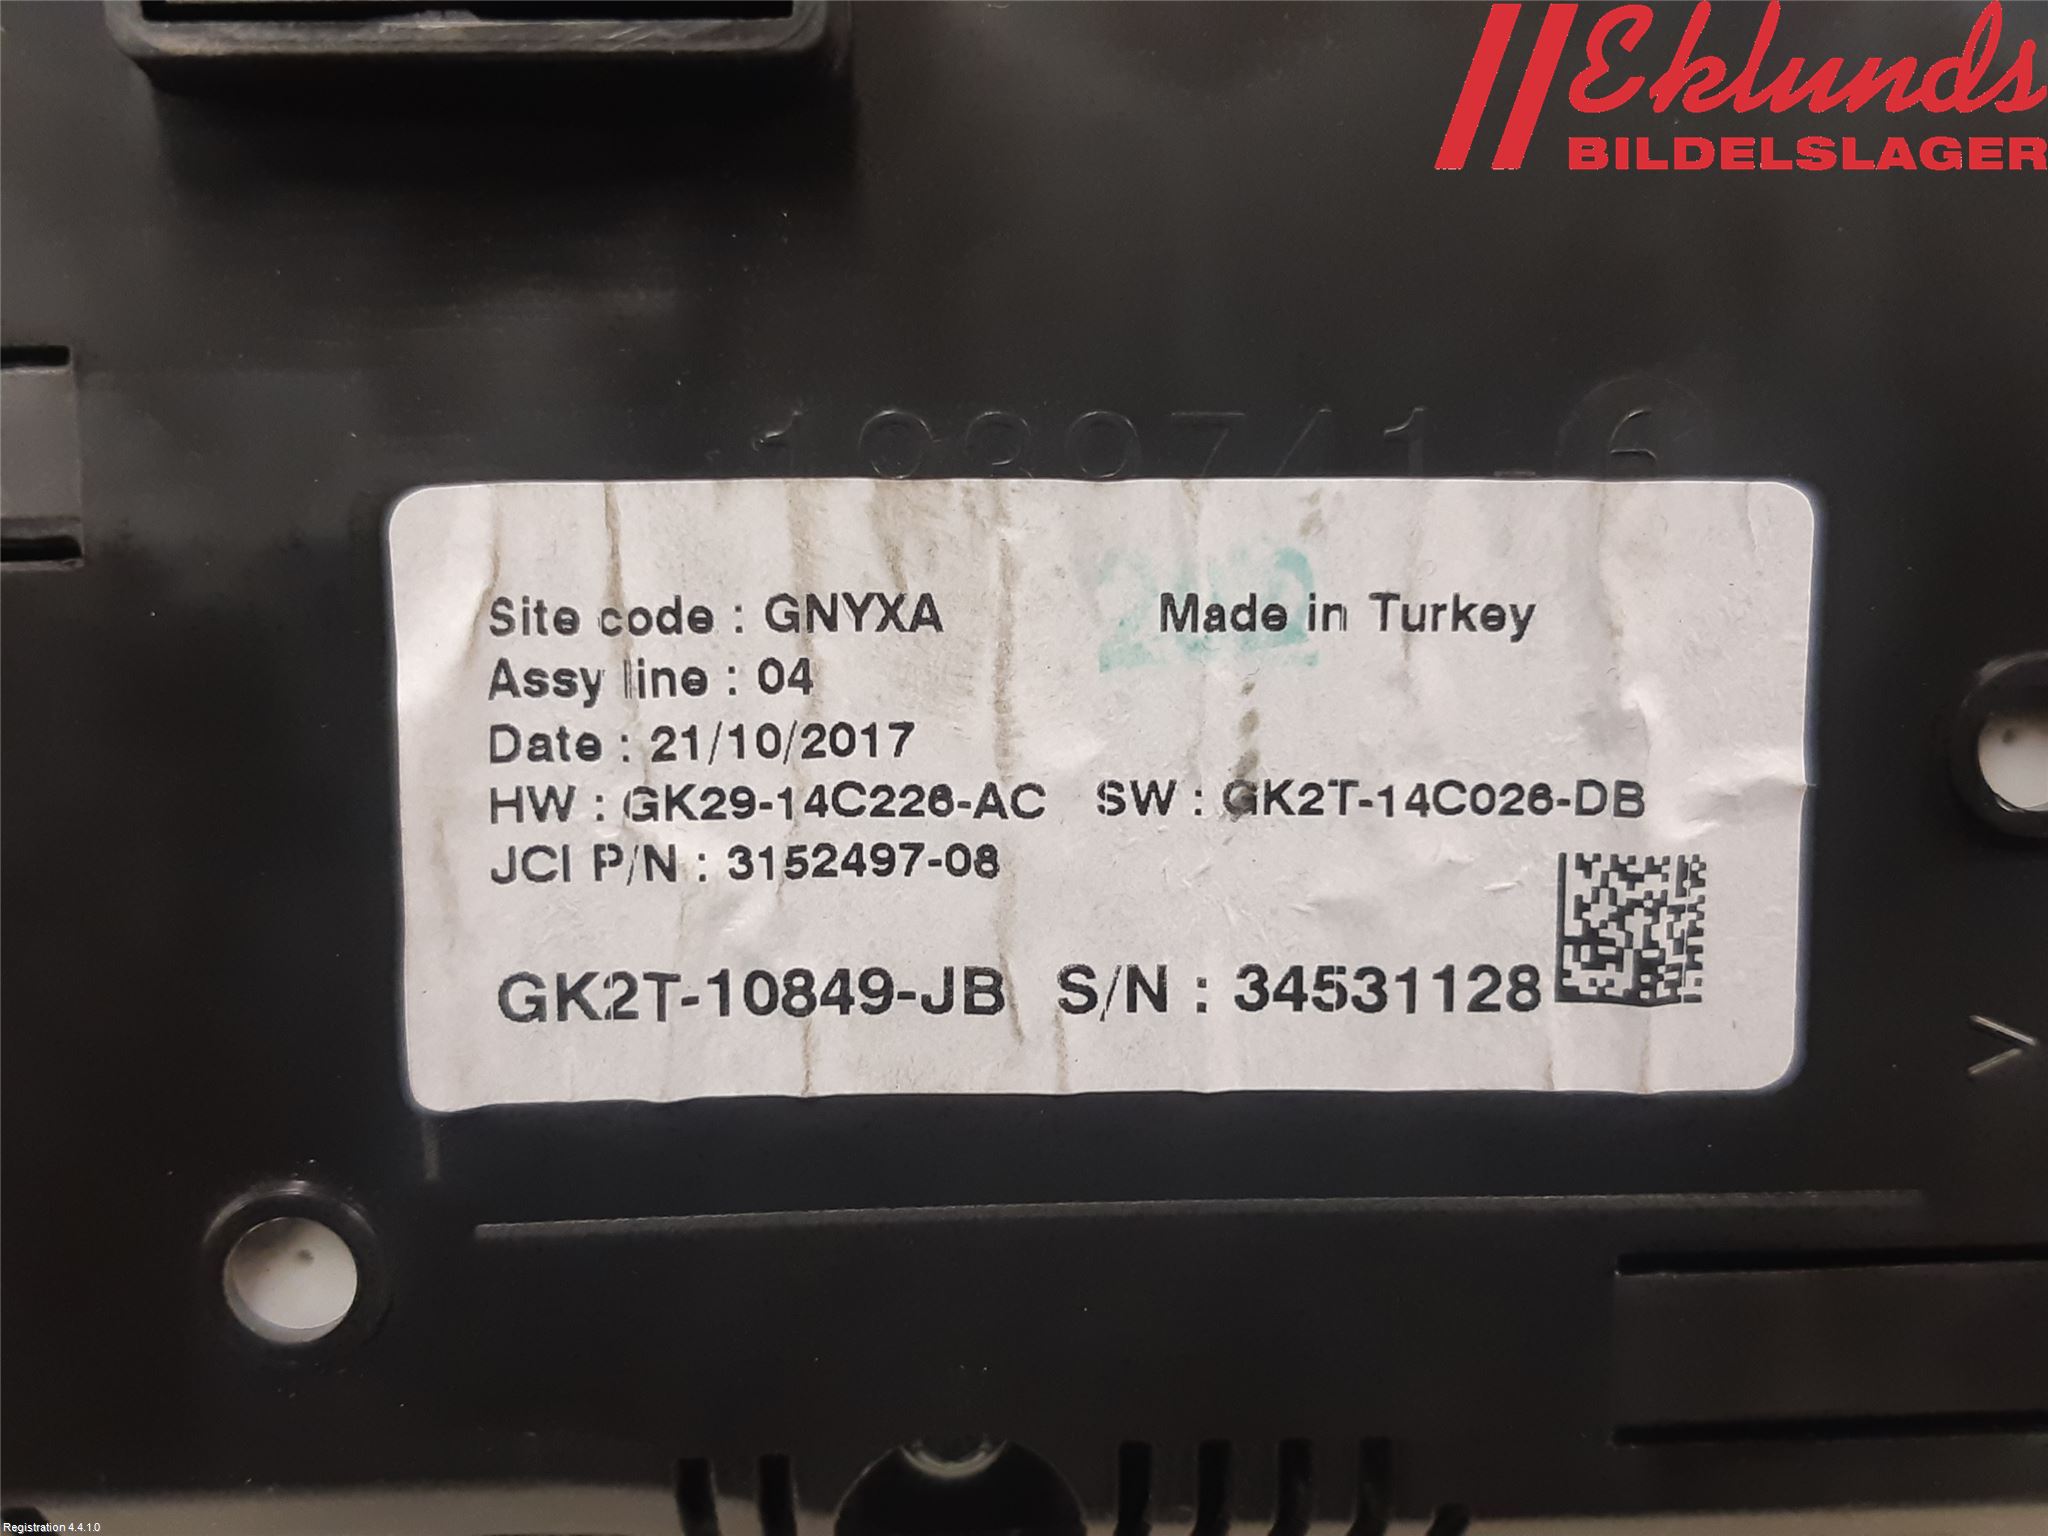 Eklunds
BILDELSLAGER
Site code : GNYXA Made in Turkey
Assy line : 04
Date : 21/10/2017
HW : GK29-14C226-AC SW : GK2T-14C026-DB
JCI P/N : 3152497-08
GK2T-10849-JB S/N : 34531128
>
Registration 4.4.1.0